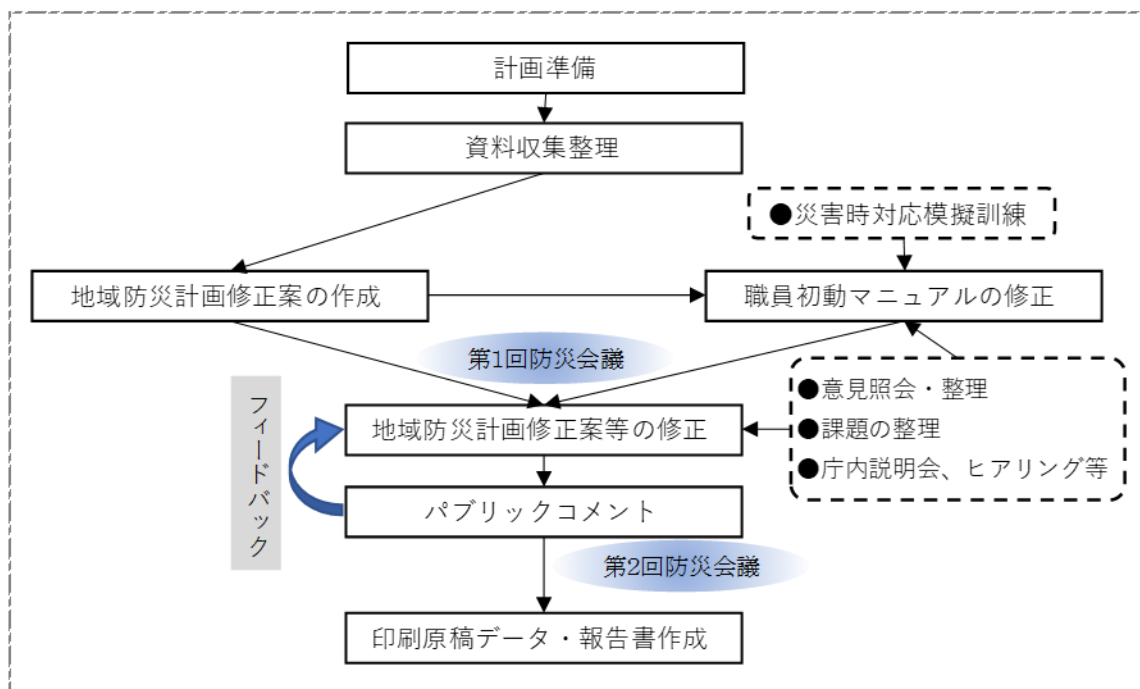 計画準備
資料収集整理
●災害時対応模擬訓練
地域防災計画修正案の作成
職員初動マニュアルの修正
第1回防災会議
●意見照会・整理
●課題の整理
●庁内説明会、ヒアリング等
フィードバック
地域防災計画修正案等の修正
パブリックコメント
第2回防災会議
印刷原稿データ・報告書作成